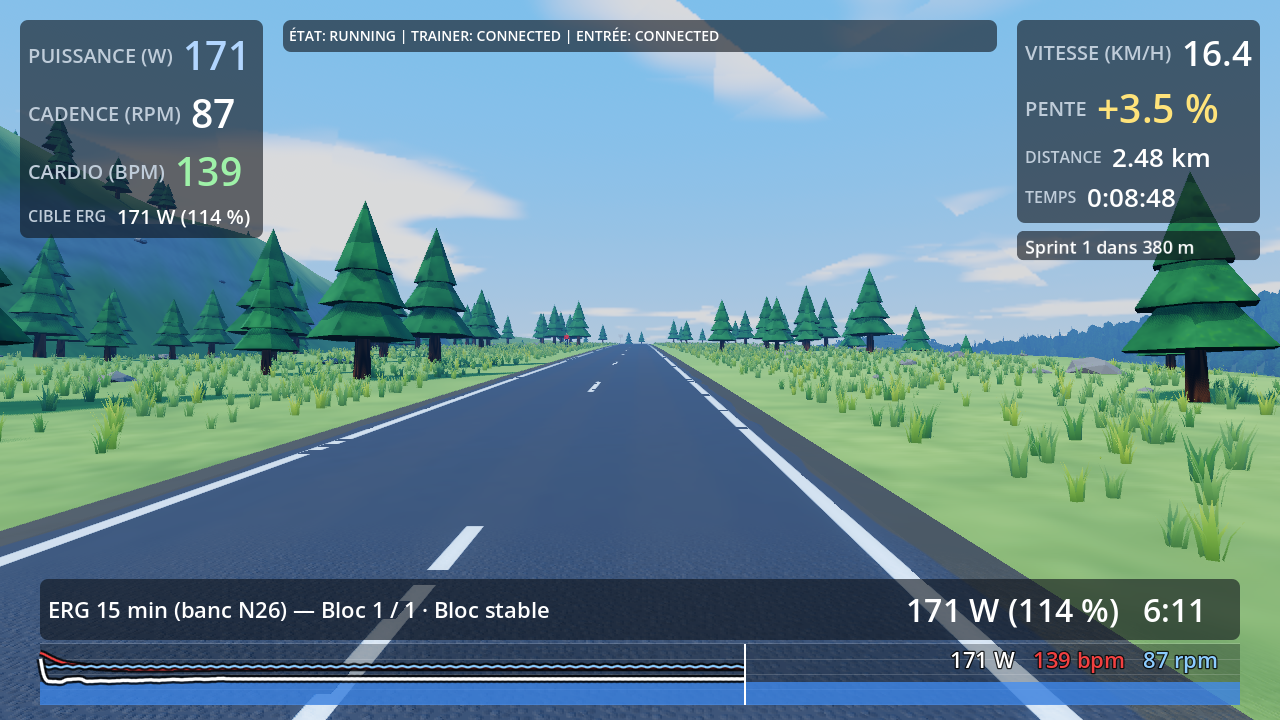 PUISSANCE (W) 171
CADENCE (RPM) 87
CARDIO (BPM) 139
CIBLE ERG 171 W (114 %)
ÉTAT: RUNNING | TRAINER: CONNECTED | ENTRÉE: CONNECTED
VITESSE (KM/H) 16.4
PENTE +3.5 %
DISTANCE 2.48 km
TEMPS 0:08:48
Sprint 1 dans 380 m
ERG 15 min (banc N26) — Bloc 1 / 1 · Bloc stable
171 W (114 %) 6:11
171 W 139 bpm 87 rpm